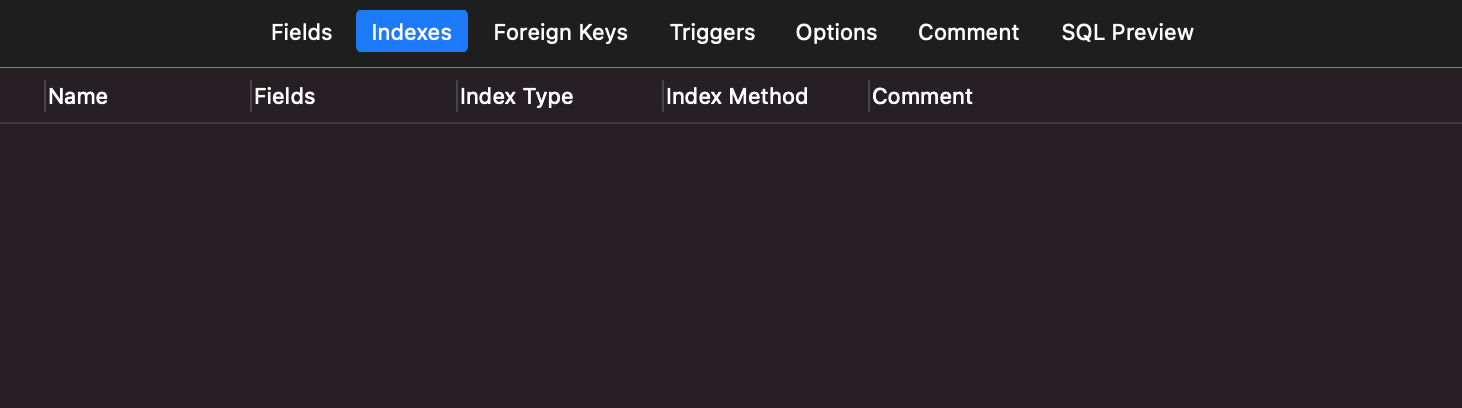 Fields Indexes Foreign Keys Triggers Options Comment SQL Preview
Name Fields Index Type Index Method Comment